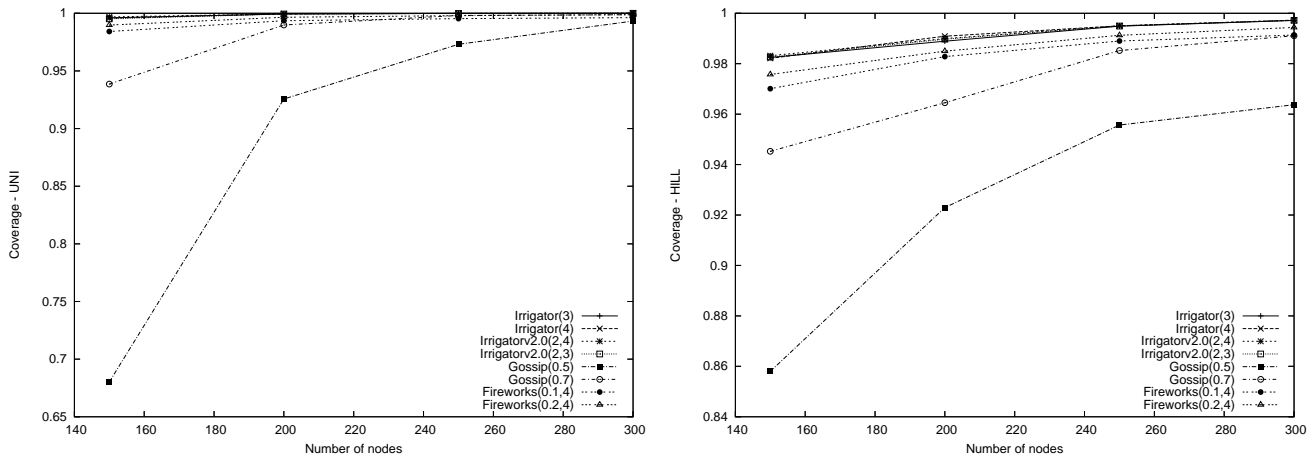 1
0.95
0.9
0.85
0.8
0.75
0.7
0.65
140 160 180 200 220 240 260 280 300
Coverage - UNI
Number of nodes
Irrigator(3)
Irrigator(4)
Irrigatorv2.0(2,4)
Irrigatorv2.0(2,3)
Gossip(0.5)
Gossip(0.7)
Fireworks(0.1,4)
Fireworks(0.2,4)
1
0.98
0.96
0.94
0.92
0.9
0.88
0.86
0.84
140 160 180 200 220 240 260 280 300
Coverage - HILL
Number of nodes
Irrigator(3)
Irrigator(4)
Irrigatorv2.0(2,4)
Irrigatorv2.0(2,3)
Gossip(0.5)
Gossip(0.7)
Fireworks(0.1,4)
Fireworks(0.2,4)